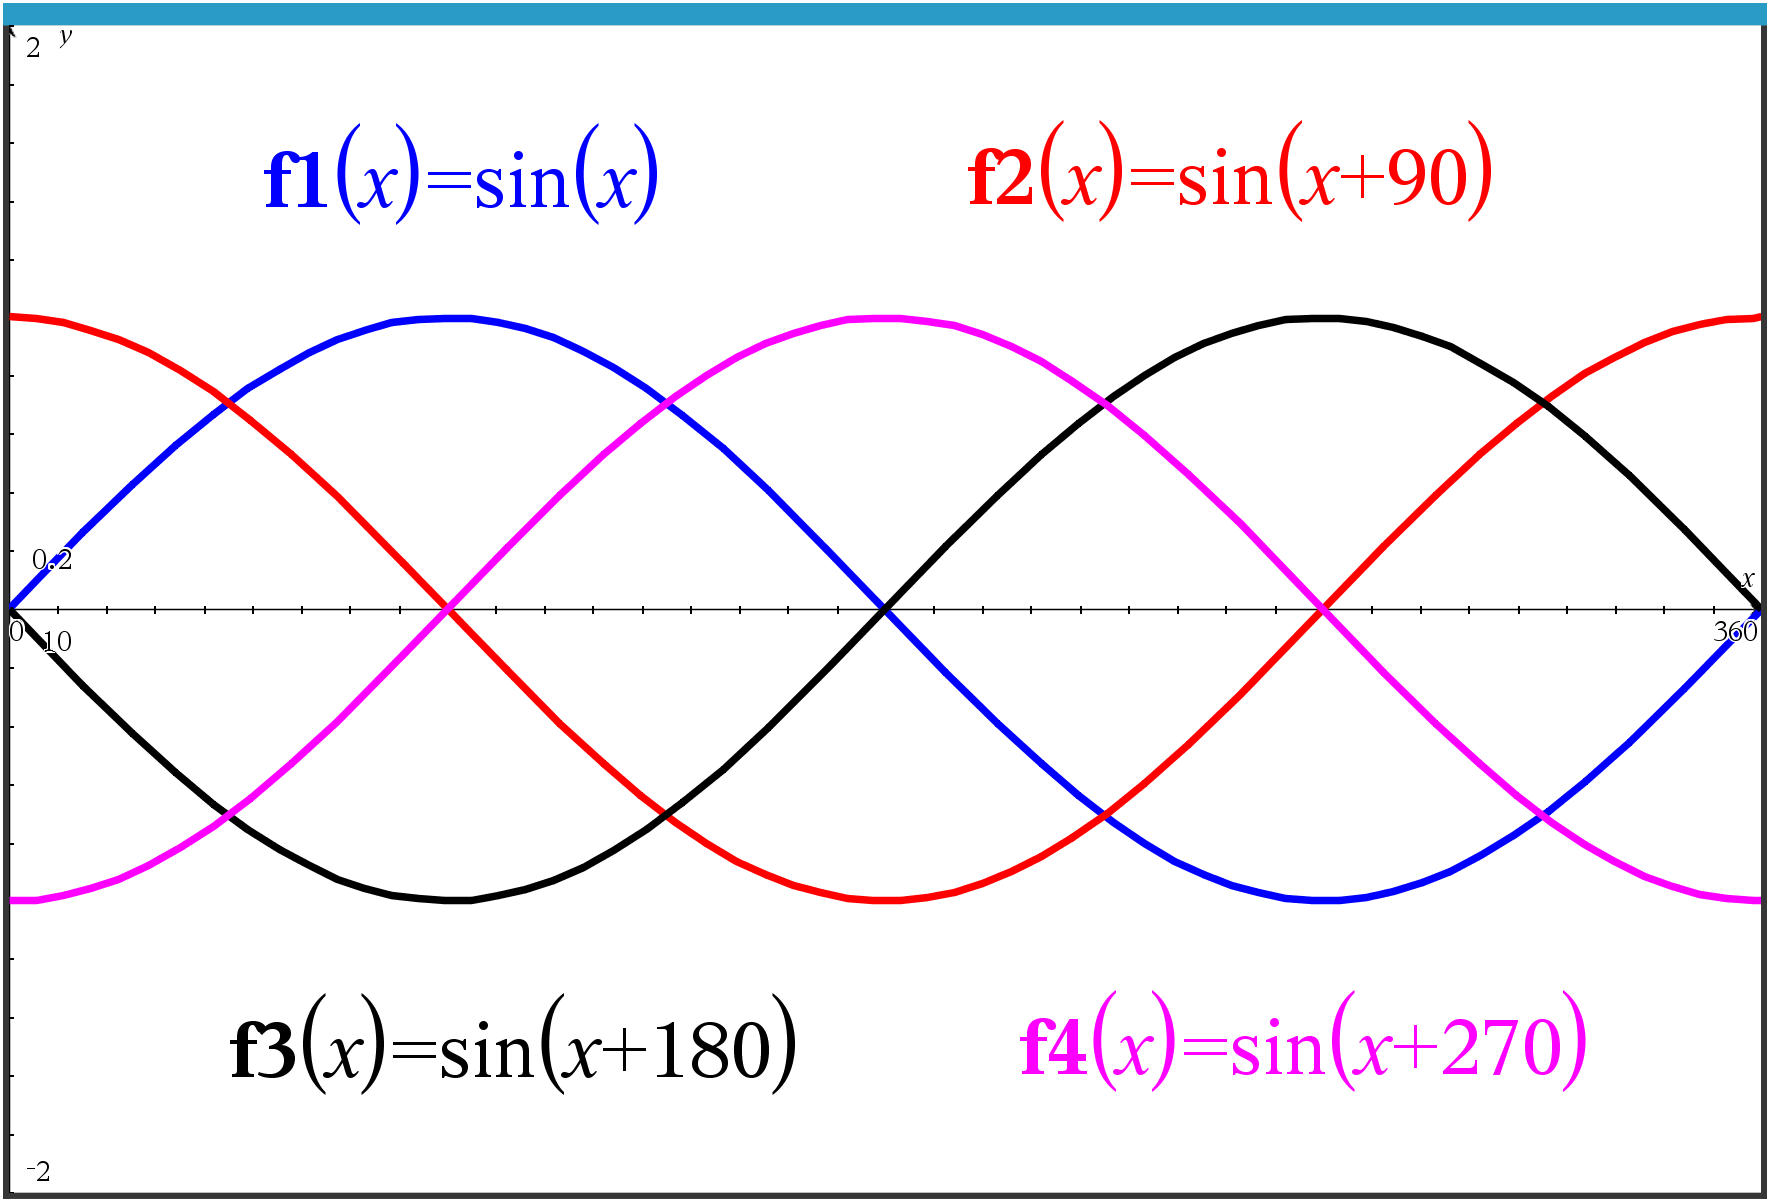 2 y
f1(x)=sin(x)
f2(x)=sin(x+90)
0.2
x
0
10
360
f3(x)=sin(x+180)
f4(x)=sin(x+270)
-2